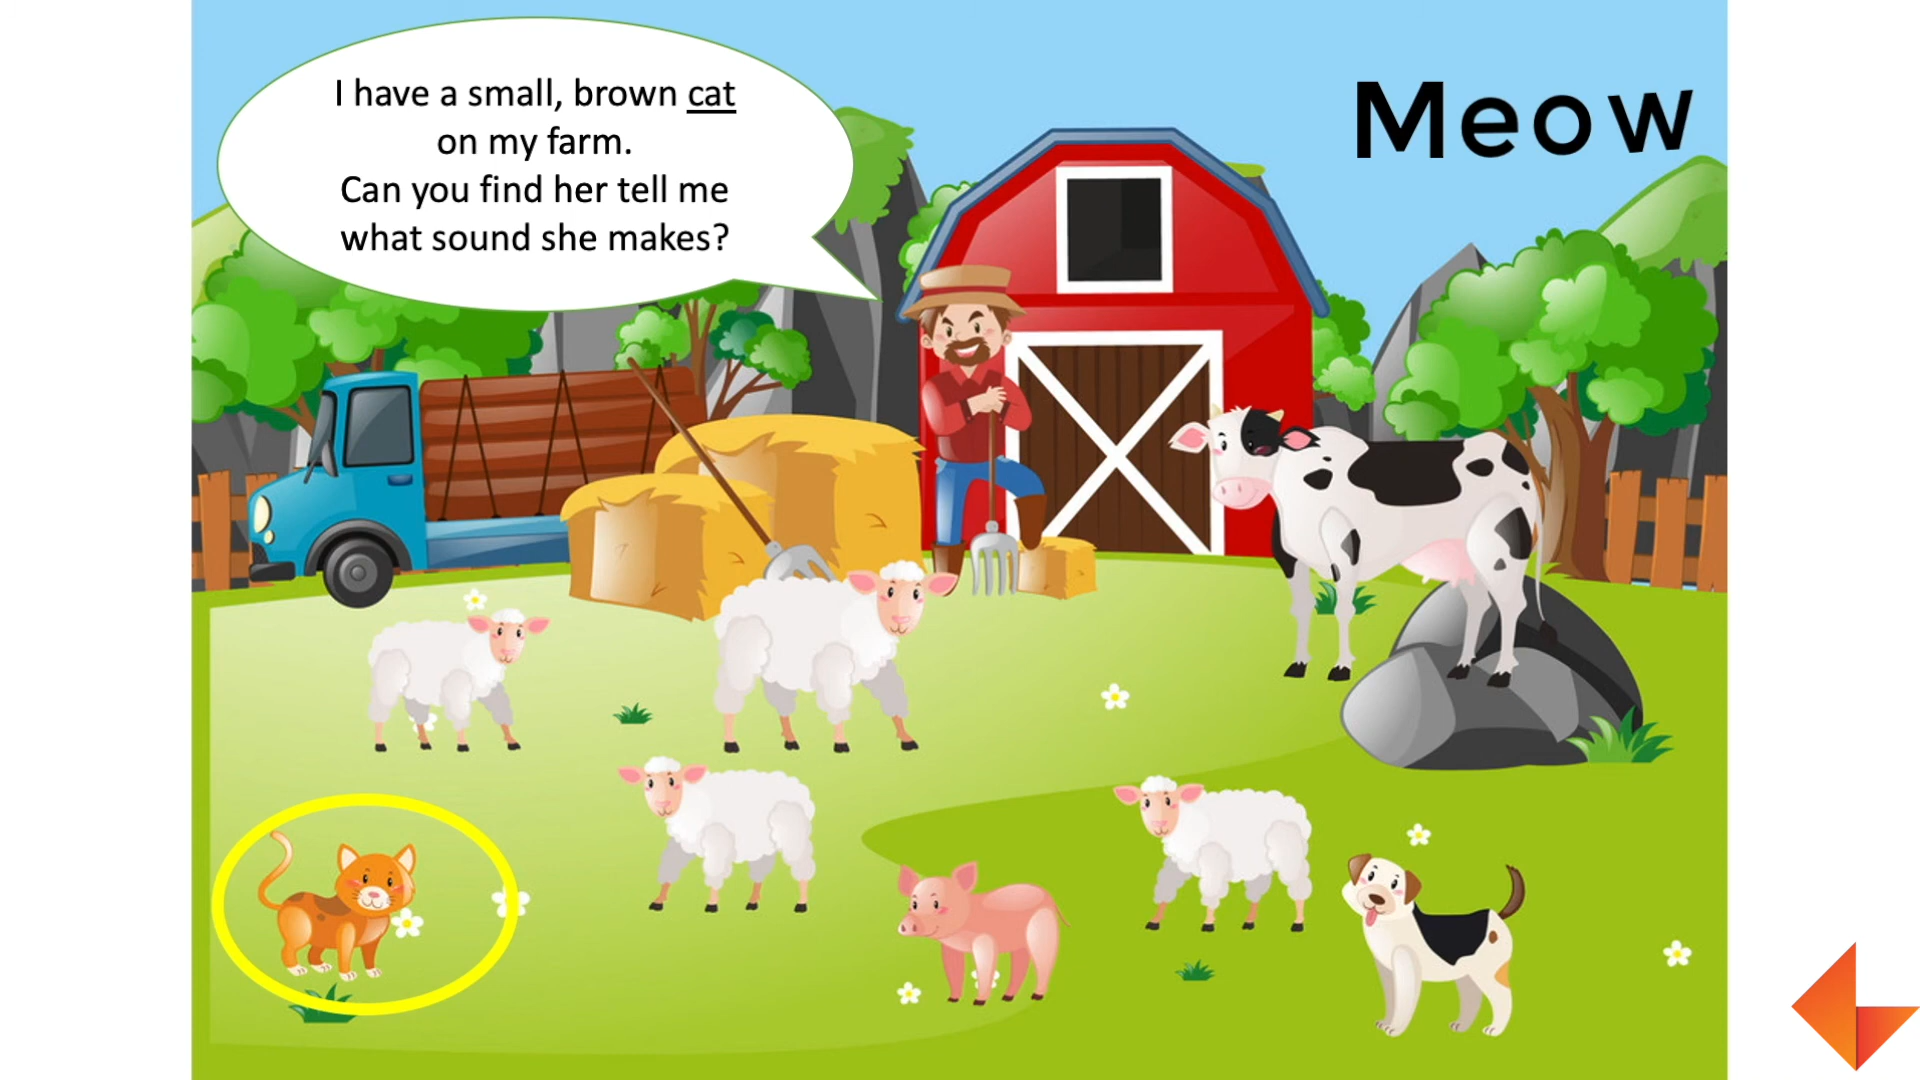 I have a small, brown cat
on my farm.
Can you find her tell me
what sound she makes?
Meow